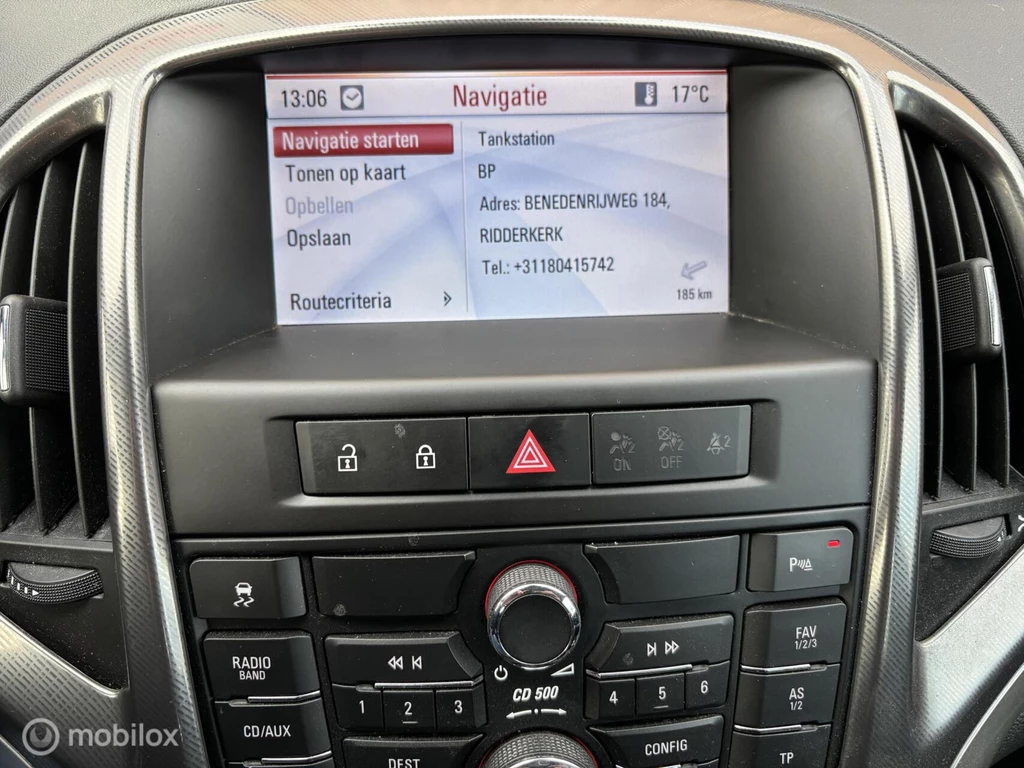 13:06 Navigatie 17°C
Navigatie starten
Tonen op kaart
Opbellen
Opslaan
Routecriteria
Tankstation
BP
Adres: BENEDENRIJWEG 184,
RIDDERKERK
Tel.: +31180415742
185 km
2 ON 2 OFF 2
P
RADIO
BAND
FAV
1/2/3
1 2 3
CD 500
4 5 6
AS
1/2
CD/AUX
DEST
CONFIG
TP
mobilox